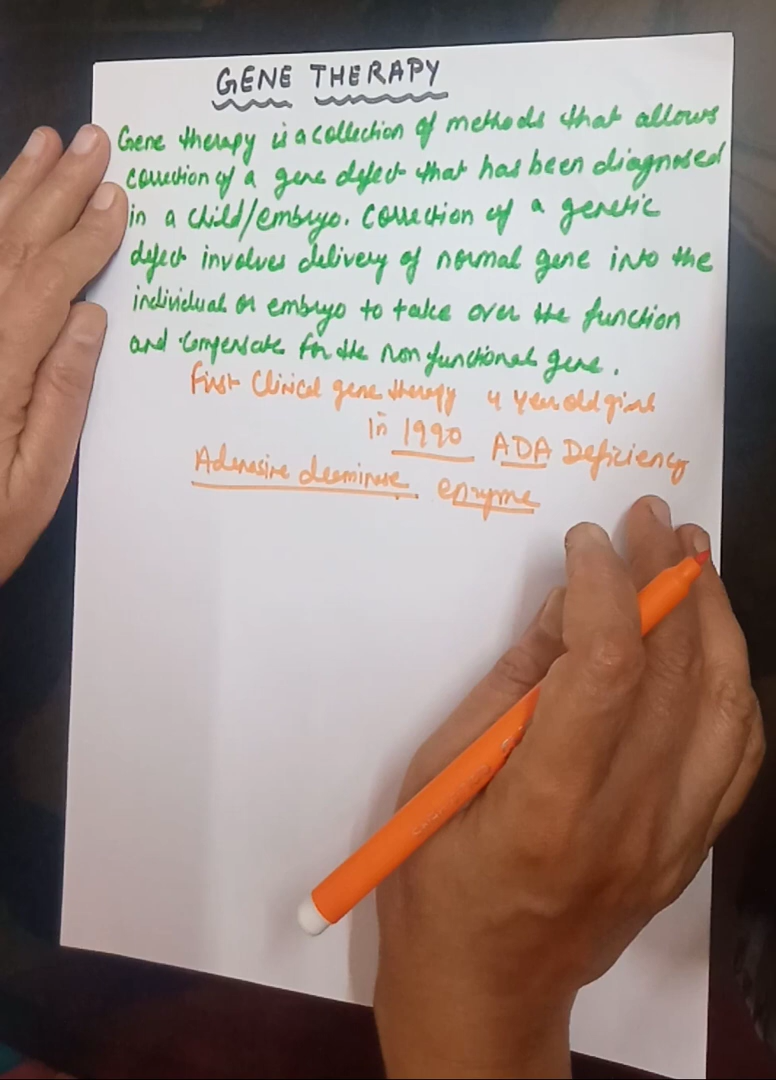 GENE THERAPY
Gene therapy is a collection of methods that allows
correction of a gene defect that has been diagnosed
in a child/embryo. Correction of a genetic
defect involves delivery of normal gene into the
individual or embryo to take over the function
and compensate for the non functional gene.
First Clinical gene therapy 4 year old girl
in 1990 ADA Deficiency
Adenosine deaminase enzyme